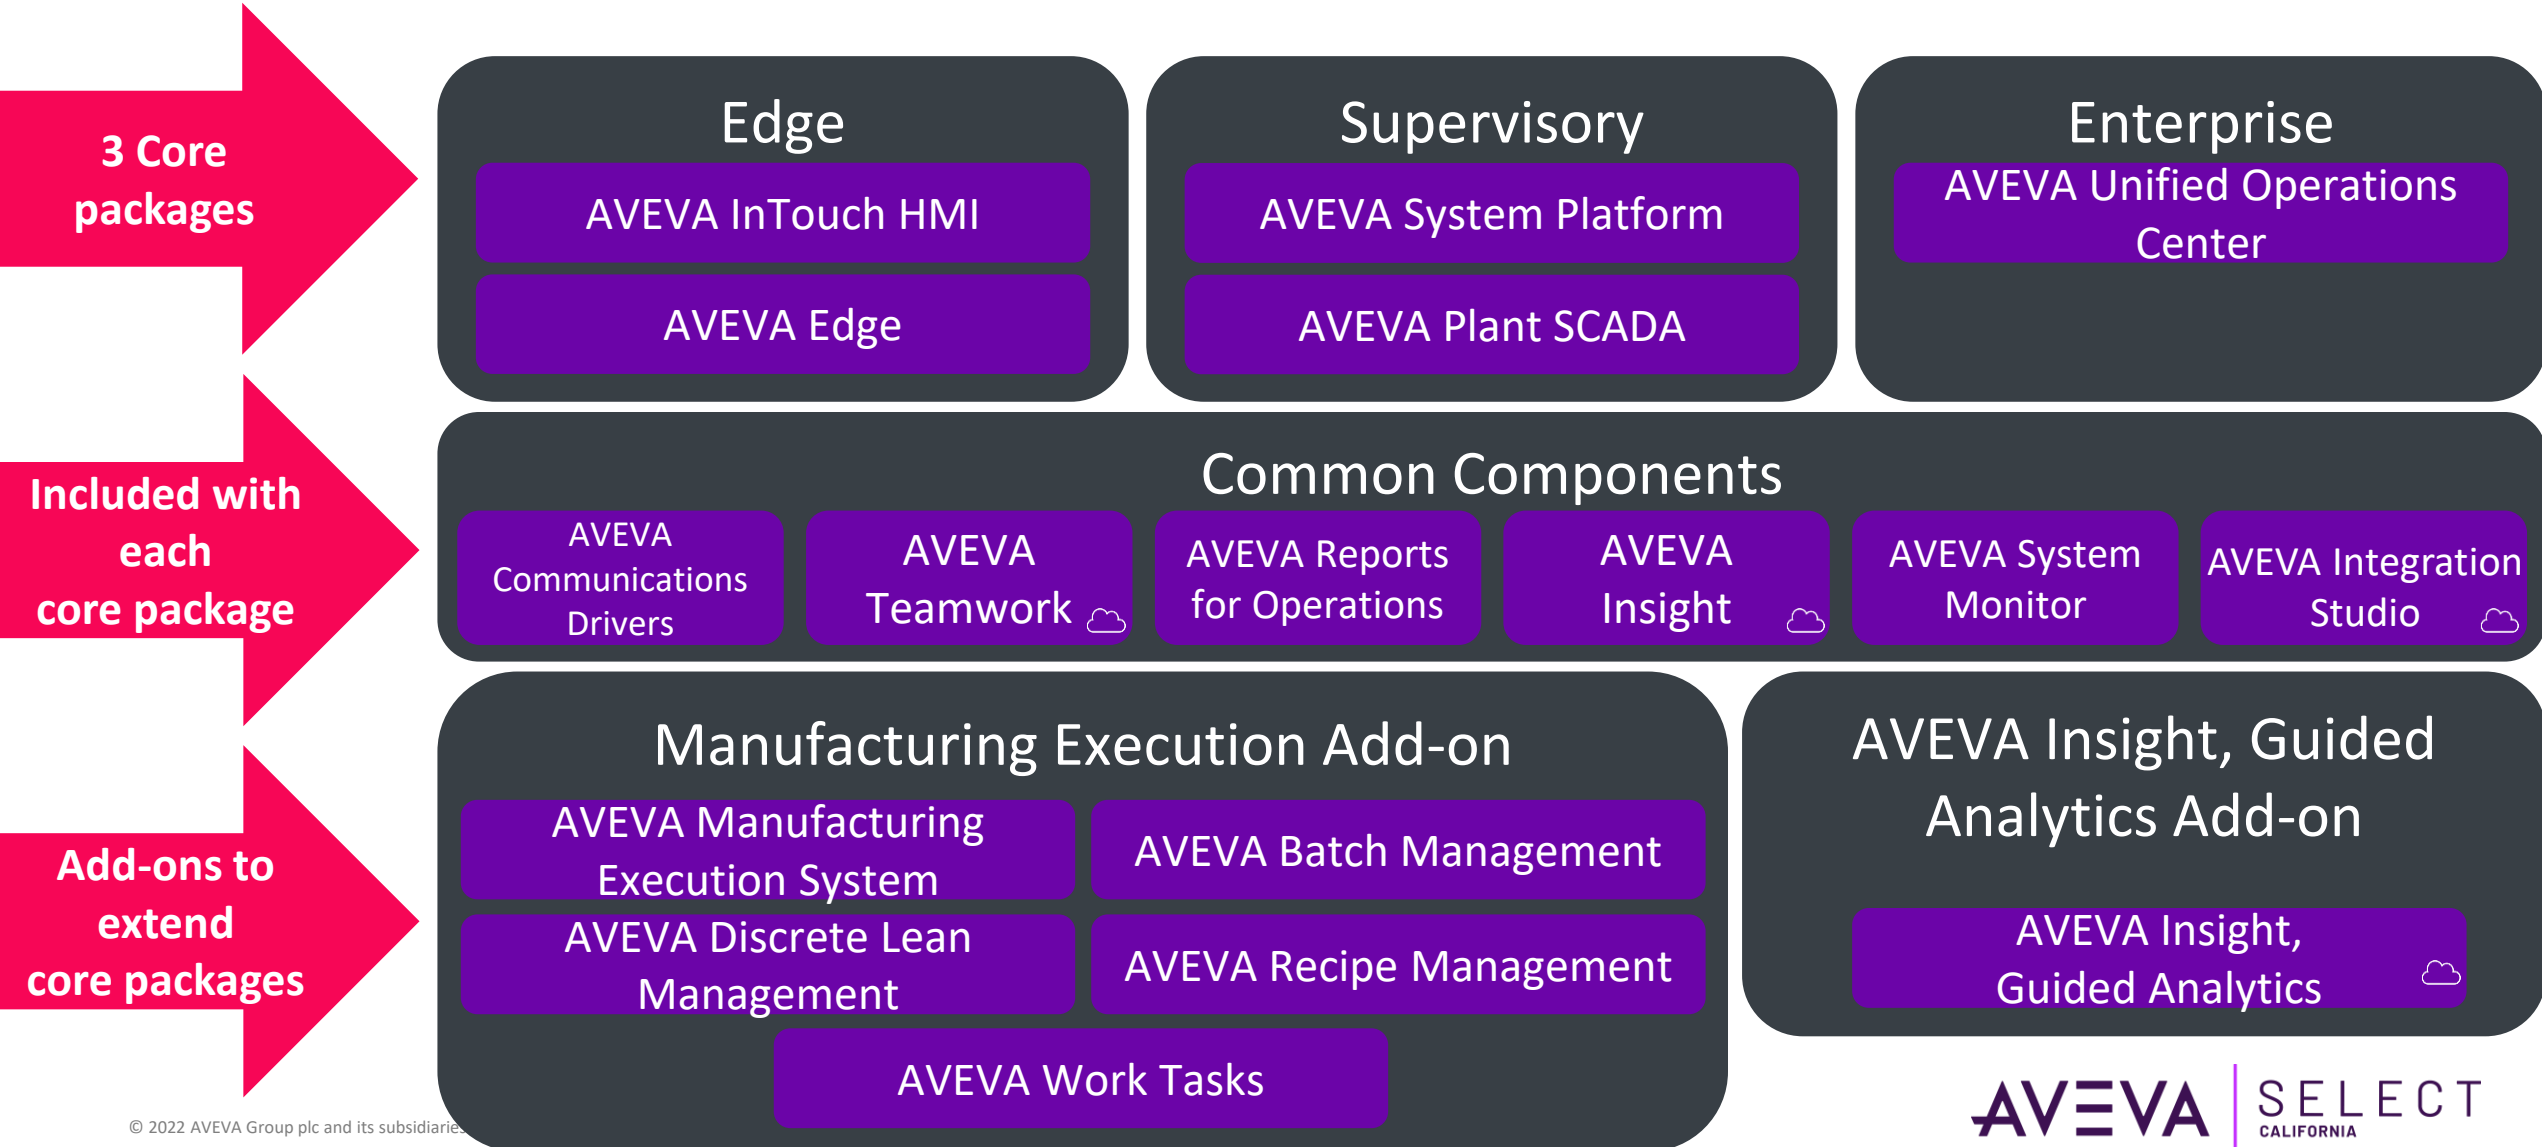 3 Core
packages
Edge
AVEVA InTouch HMI
AVEVA Edge
Supervisory
AVEVA System Platform
AVEVA Plant SCADA
Enterprise
AVEVA Unified Operations
Center
Included with
each
core package
Common Components
AVEVA
Communications
Drivers
AVEVA
Teamwork
AVEVA Reports
for Operations
AVEVA
Insight
AVEVA System
Monitor
AVEVA Integration
Studio
Add-ons to
extend
core packages
Manufacturing Execution Add-on
AVEVA Manufacturing
Execution System
AVEVA Batch Management
AVEVA Discrete Lean
Management
AVEVA Recipe Management
AVEVA Work Tasks
AVEVA Insight, Guided
Analytics Add-on
AVEVA Insight,
Guided Analytics
© 2022 AVEVA Group plc and its subsidiarie
AVEVA
SELECT
CALIFORNIA